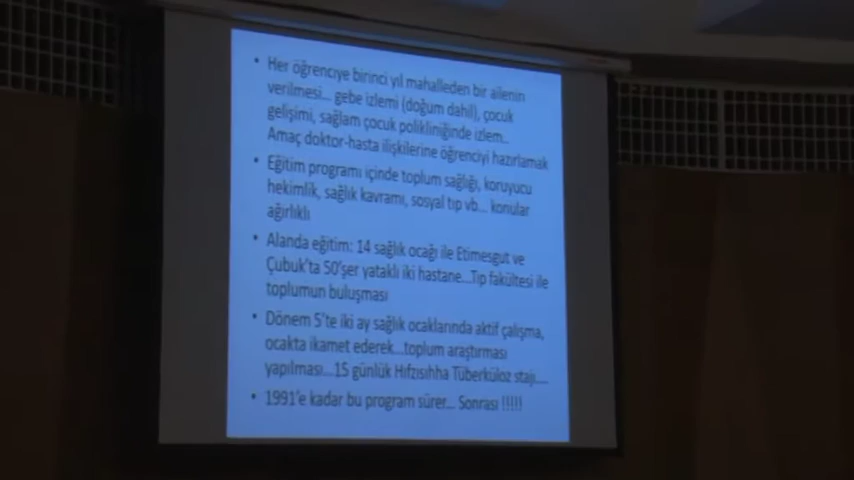 • Her öğrenciye birinci yıl mahalleden bir ailenin
verilmesi... gebe izlemi (doğum dahil), çocuk
gelişimi, sağlam çocuk polikliniğinde izlem..
Amaç doktor-hasta ilişkilerine öğrenciyi hazırlamak
• Eğitim programı içinde toplum sağlığı, koruyucu
hekimlik, sağlık kavramı, sosyal tıp vb... konular
ağırlıklı
• Alanda eğitim: 14 sağlık ocağı ile Etimesgut ve
Çubuk'ta 50'şer yataklı iki hastane...Tıp fakültesi ile
toplumun buluşması
• Dönem 5'te iki ay sağlık ocaklarında aktif çalışma,
ocakta ikamet ederek...toplum araştırması
yapılması...15 günlük Hıfzısıhha Tüberküloz stajı....
• 1991'e kadar bu program sürer... Sonrası !!!!!